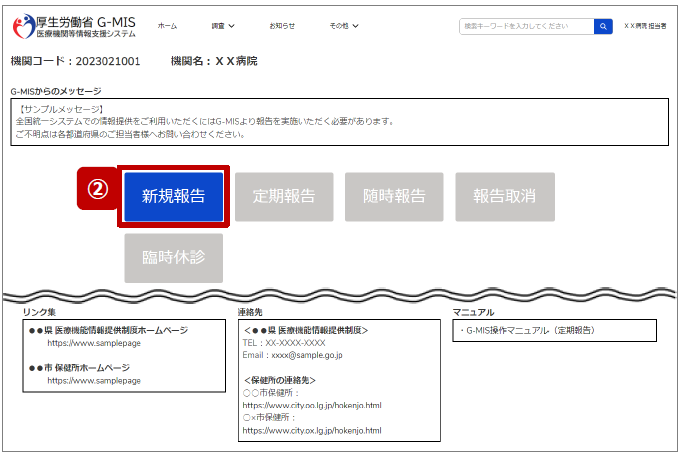 厚生労働省 G-MIS
医療機関等情報支援システム
ホーム
調査
お知らせ
その他
検索キーワードを入力してください
ＸＸ病院 担当者
機関コード：2023021001 機関名：ＸＸ病院
G-MISからのメッセージ
【サンプルメッセージ】
全国統一システムでの情報提供をご利用いただくにはG-MISより報告を実施いただく必要があります。
ご不明点は各都道府県のご担当者様へお問い合わせください。
②
新規報告
定期報告
随時報告
報告取消
臨時休診
リンク集
●●県 医療機能情報提供制度ホームページ
https://www.samplepage
●●市 保健所ホームページ
https://www.samplepage
連絡先
＜●●県 医療機能情報提供制度＞
TEL：XX-XXXX-XXXX
Email：xxxx@sample.go.jp
＜保健所の連絡先＞
○○市保健所：
https://www.city.oo.lg.jp/hokenjo.html
○×市保健所：
https://www.city.ox.lg.jp/hokenjo.html
マニュアル
・G-MIS操作マニュアル（定期報告）